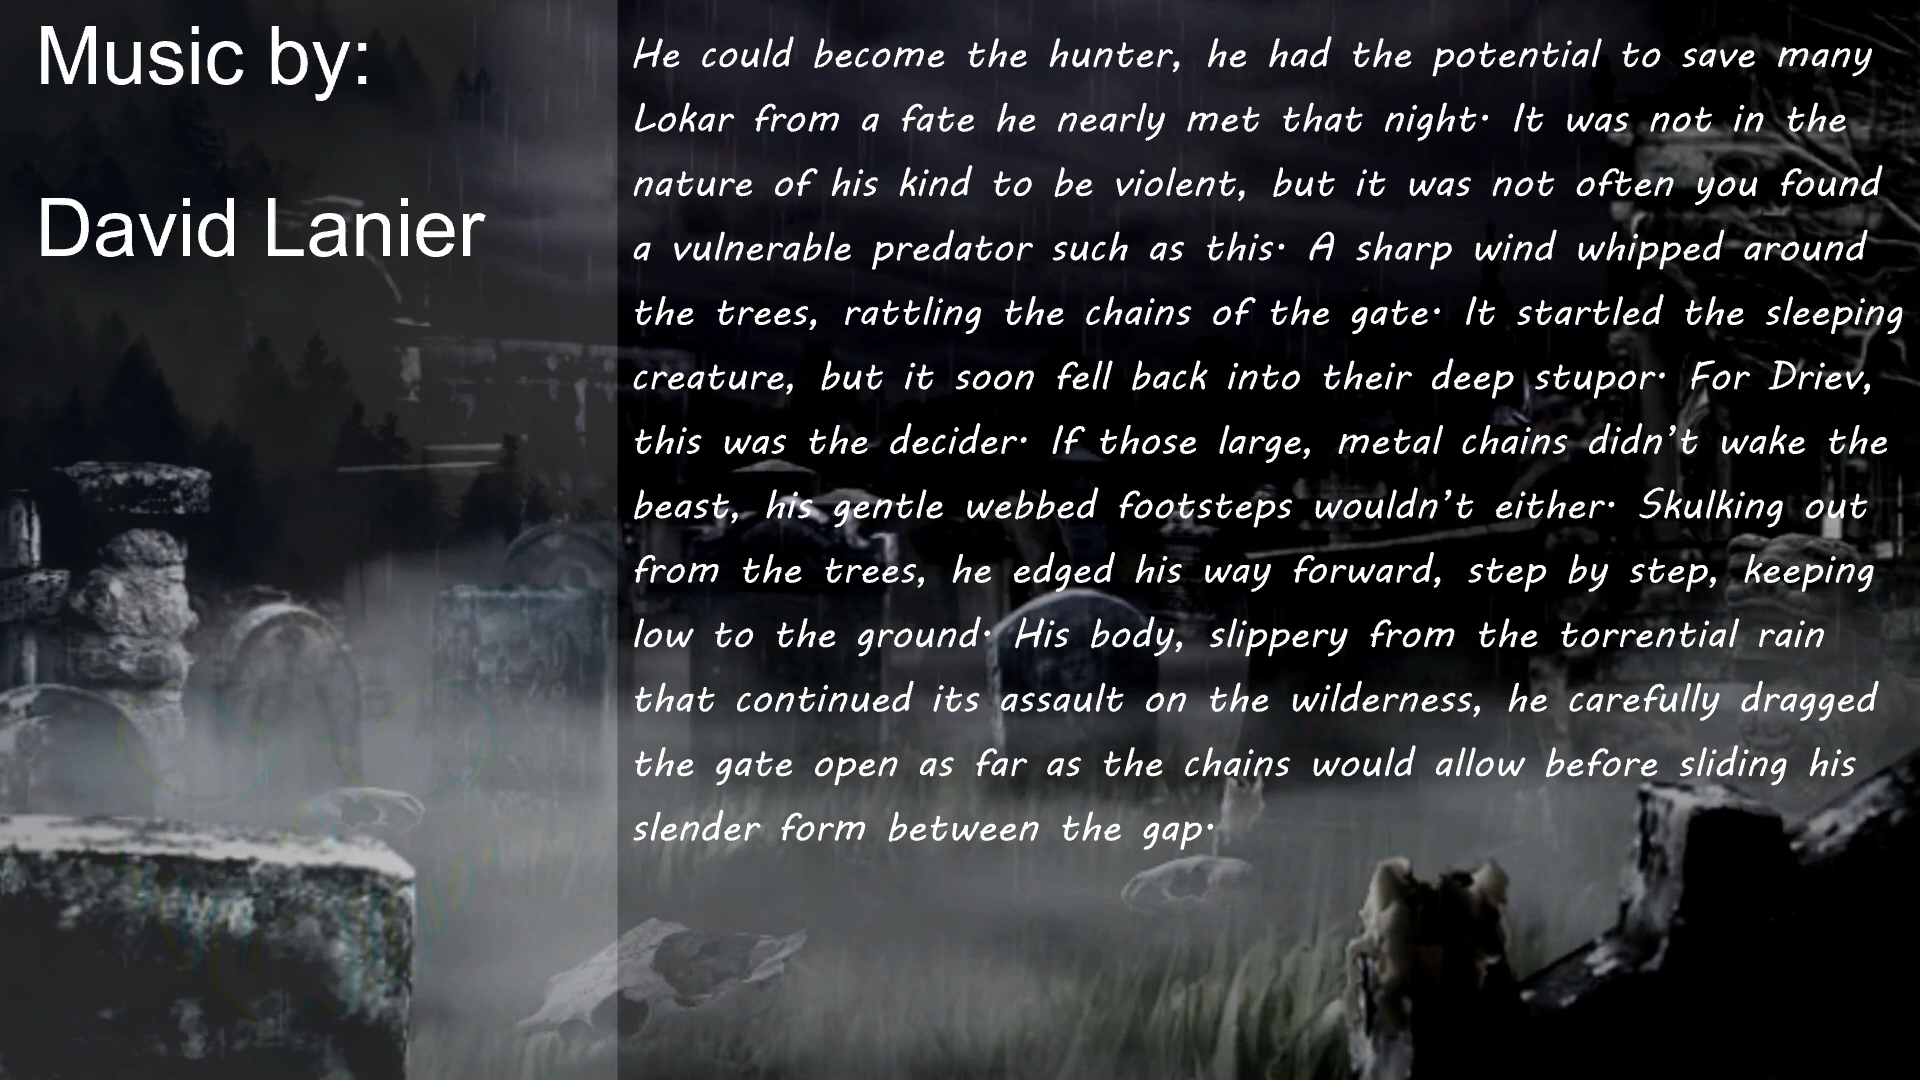 Music by:
David Lanier
He could become the hunter, he had the potential to save many
Lokar from a fate he nearly met that night. It was not in the
nature of his kind to be violent, but it was not often you found
a vulnerable predator such as this. A sharp wind whipped around
the trees, rattling the chains of the gate. It startled the sleeping
creature, but it soon fell back into their deep stupor. For Driev,
this was the decider. If those large, metal chains didn’t wake the
beast, his gentle webbed footsteps wouldn’t either. Skulking out
from the trees, he edged his way forward, step by step, keeping
low to the ground. His body, slippery from the torrential rain
that continued its assault on the wilderness, he carefully dragged
the gate open as far as the chains would allow before sliding his
slender form between the gap.